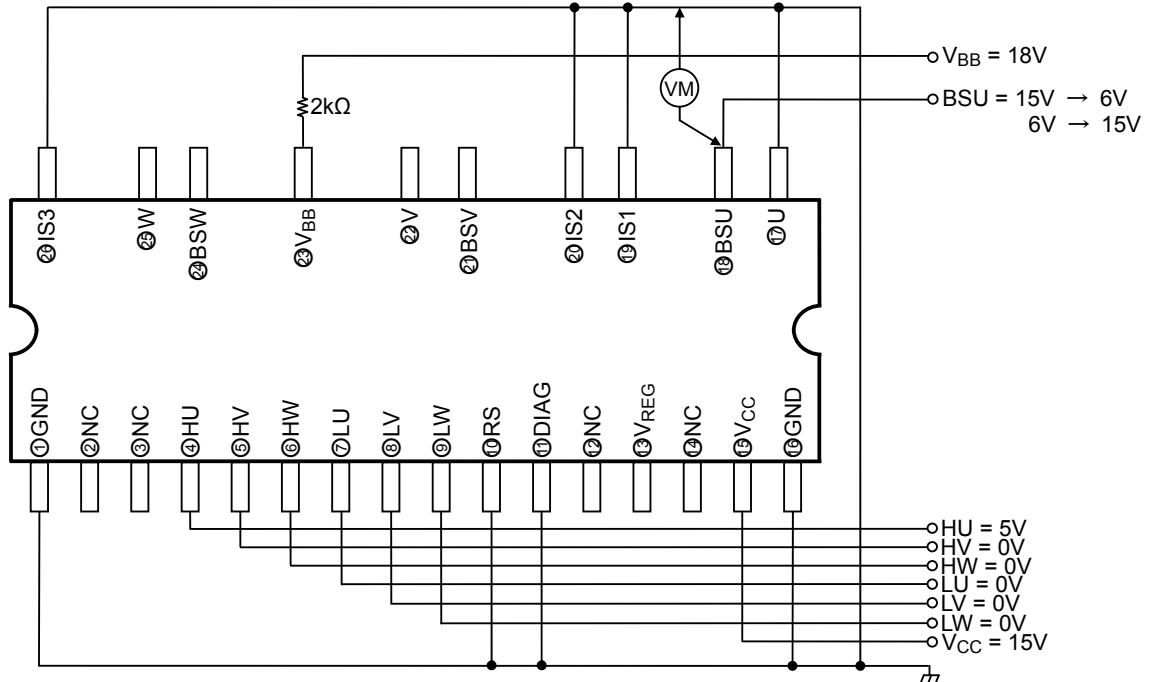 V_BB = 18V
VM
BSU = 15V → 6V
6V → 15V
2kΩ
㉖IS3
㉕W
㉔BSW
㉓V_BB
㉒V
㉑BSV
⑳IS2
⑲IS1
⑱BSU
⑰U
①GND
②NC
③NC
④HU
⑤HV
⑥HW
⑦LU
⑧LV
⑨LW
⑩RS
⑪DIAG
⑫NC
⑬V_REG
⑭NC
⑮V_CC
⑯GND
HU = 5V
HV = 0V
HW = 0V
LU = 0V
LV = 0V
LW = 0V
V_CC = 15V